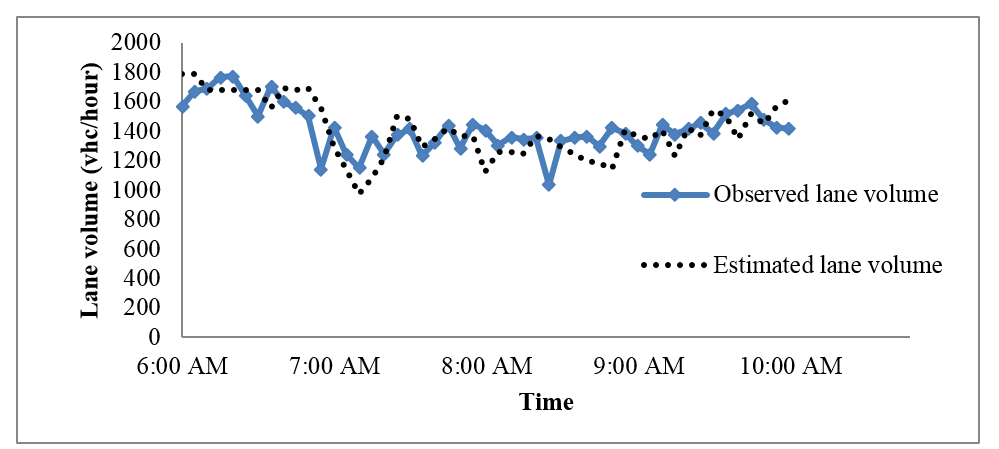 2000
1800
1600
1400
1200
1000
800
600
400
200
0
Lane volume (vhc/hour)
Observed lane volume
Estimated lane volume
6:00 AM 7:00 AM 8:00 AM 9:00 AM 10:00 AM
Time